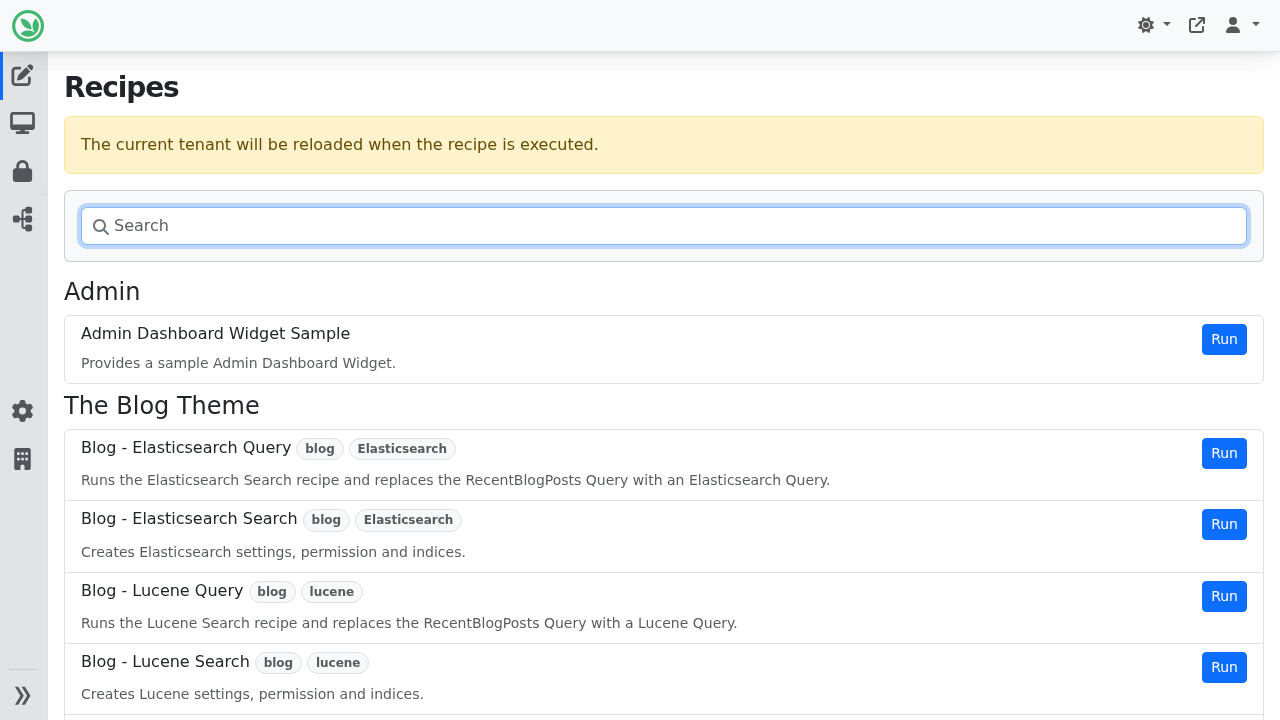 Recipes
The current tenant will be reloaded when the recipe is executed.
Search
Admin
Admin Dashboard Widget Sample
Run
Provides a sample Admin Dashboard Widget.
The Blog Theme
Blog - Elasticsearch Query blog Elasticsearch
Run
Runs the Elasticsearch Search recipe and replaces the RecentBlogPosts Query with an Elasticsearch Query.
Blog - Elasticsearch Search blog Elasticsearch
Run
Creates Elasticsearch settings, permission and indices.
Blog - Lucene Query blog lucene
Run
Runs the Lucene Search recipe and replaces the RecentBlogPosts Query with a Lucene Query.
Blog - Lucene Search blog lucene
Run
Creates Lucene settings, permission and indices.